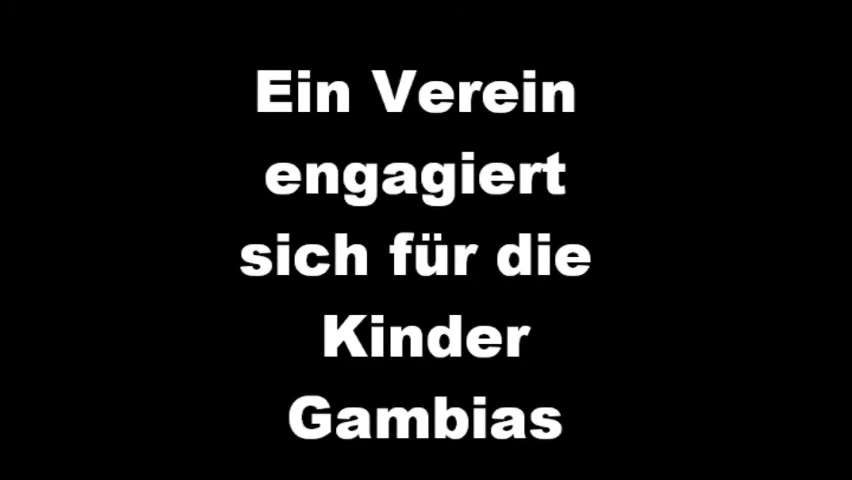 Ein Verein
engagiert
sich für die
Kinder
Gambias